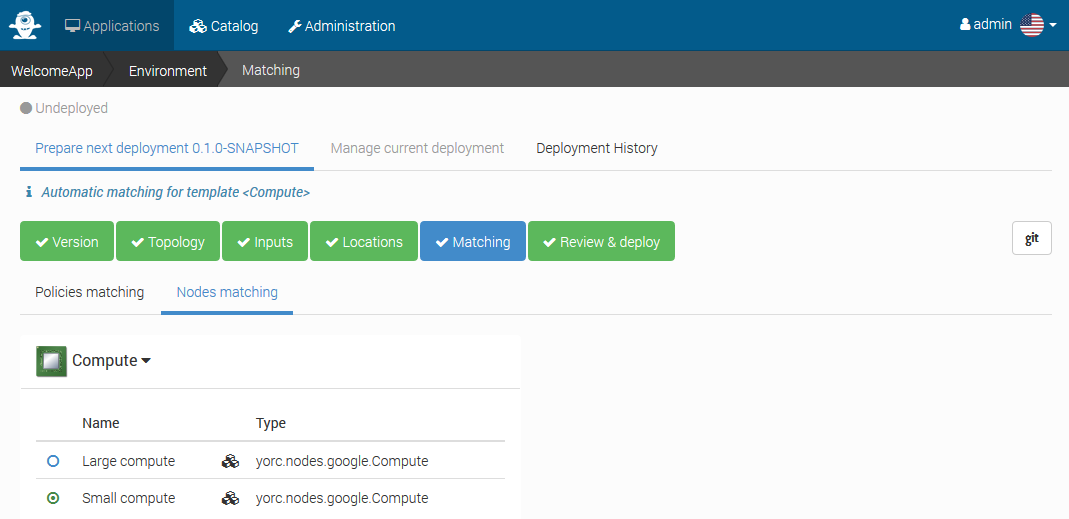 Applications Catalog Administration admin
WelcomeApp Environment Matching
Undeployed
Prepare next deployment 0.1.0-SNAPSHOT Manage current deployment Deployment History
i Automatic matching for template <Compute>
Version Topology Inputs Locations Matching Review & deploy git
Policies matching Nodes matching
Compute
Name Type
Large compute yorc.nodes.google.Compute
Small compute yorc.nodes.google.Compute